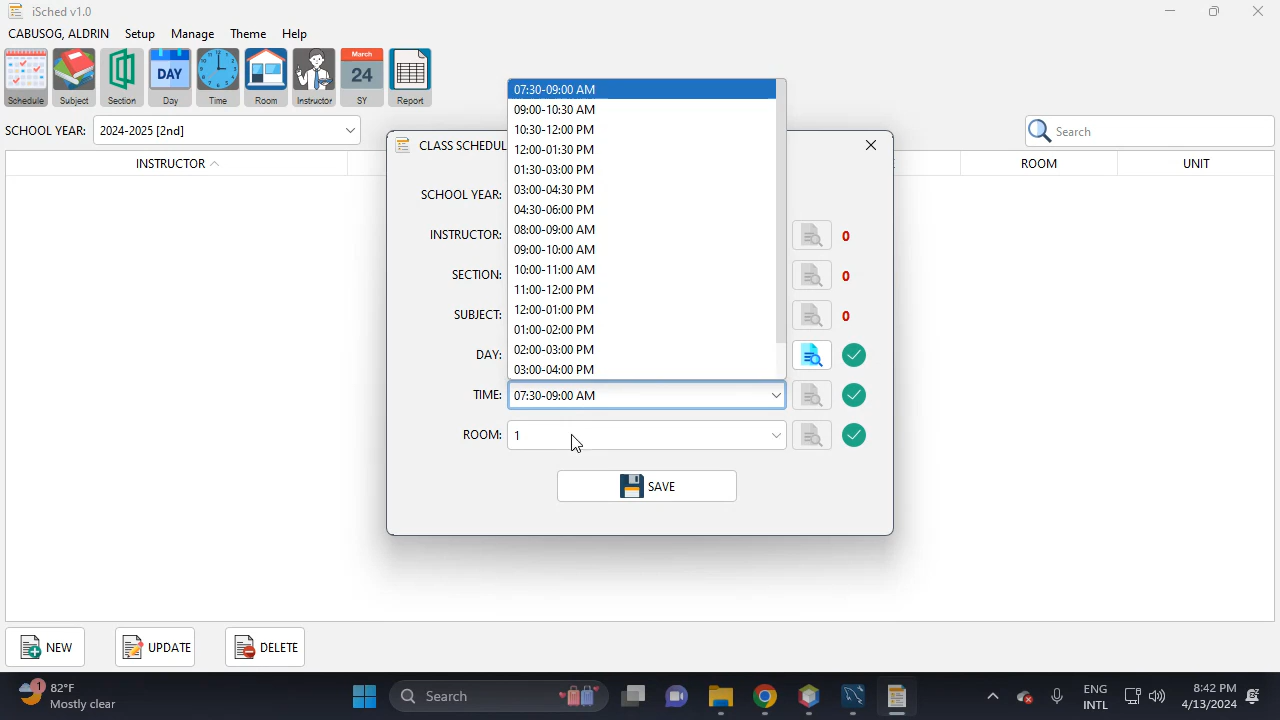 iSched v1.0
CABUSOG, ALDRIN Setup Manage Theme Help
Schedule Subject Section DAY Day Time Room Instructor March 24 SY Report
SCHOOL YEAR: 2024-2025 [2nd] Search
INSTRUCTOR ROOM UNIT
CLASS SCHEDUL
SCHOOL YEAR:
INSTRUCTOR: 0
SECTION: 0
SUBJECT: 0
DAY:
07:30-09:00 AM
09:00-10:30 AM
10:30-12:00 PM
12:00-01:30 PM
01:30-03:00 PM
03:00-04:30 PM
04:30-06:00 PM
08:00-09:00 AM
09:00-10:00 AM
10:00-11:00 AM
11:00-12:00 PM
12:00-01:00 PM
01:00-02:00 PM
02:00-03:00 PM
03:00-04:00 PM
TIME: 07:30-09:00 AM
ROOM: 1
SAVE
NEW UPDATE DELETE
1 82°F
Mostly clear
Search
ENG
INTL
8:42 PM
4/13/2024